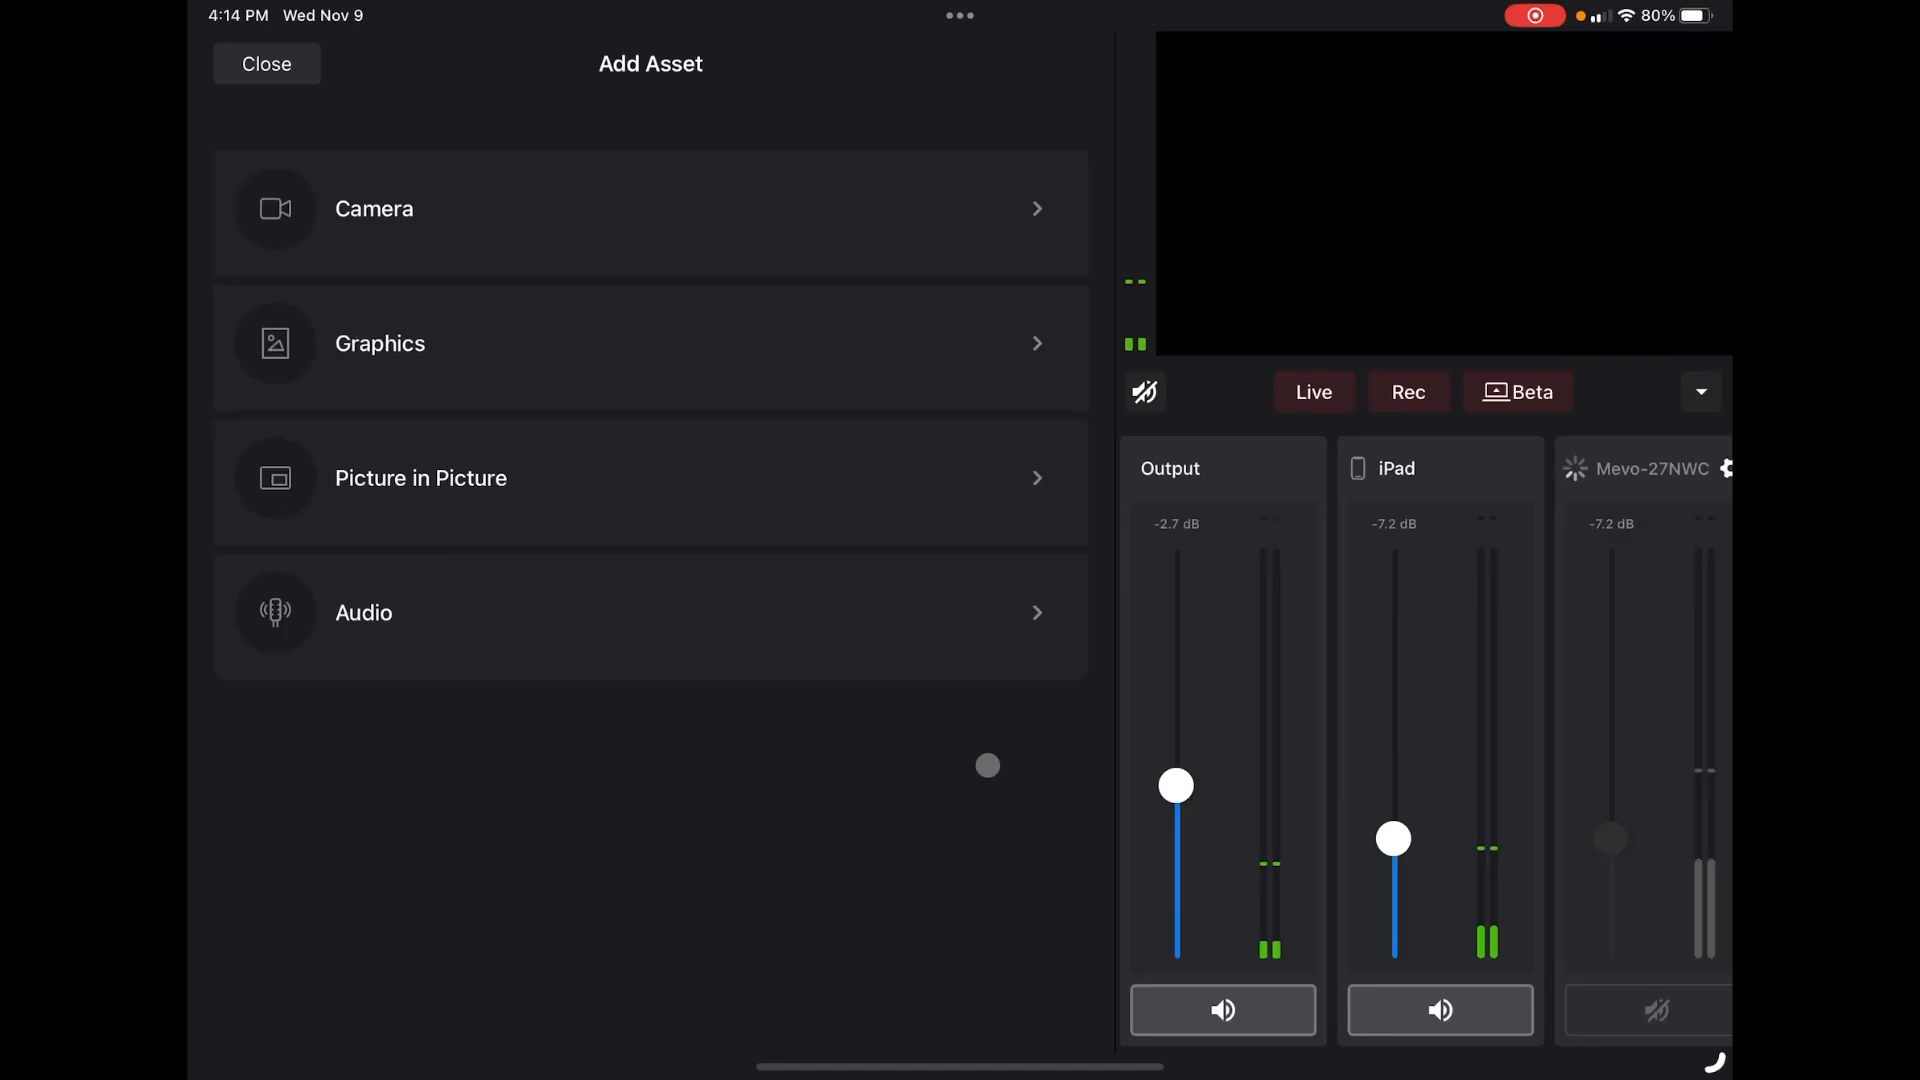 4:14 PM Wed Nov 9
80%
Close
Add Asset
Camera
Graphics
Picture in Picture
Audio
Live
Rec
Beta
Output
iPad
Mevo-27NWC
-2.7 dB
-7.2 dB
-7.2 dB